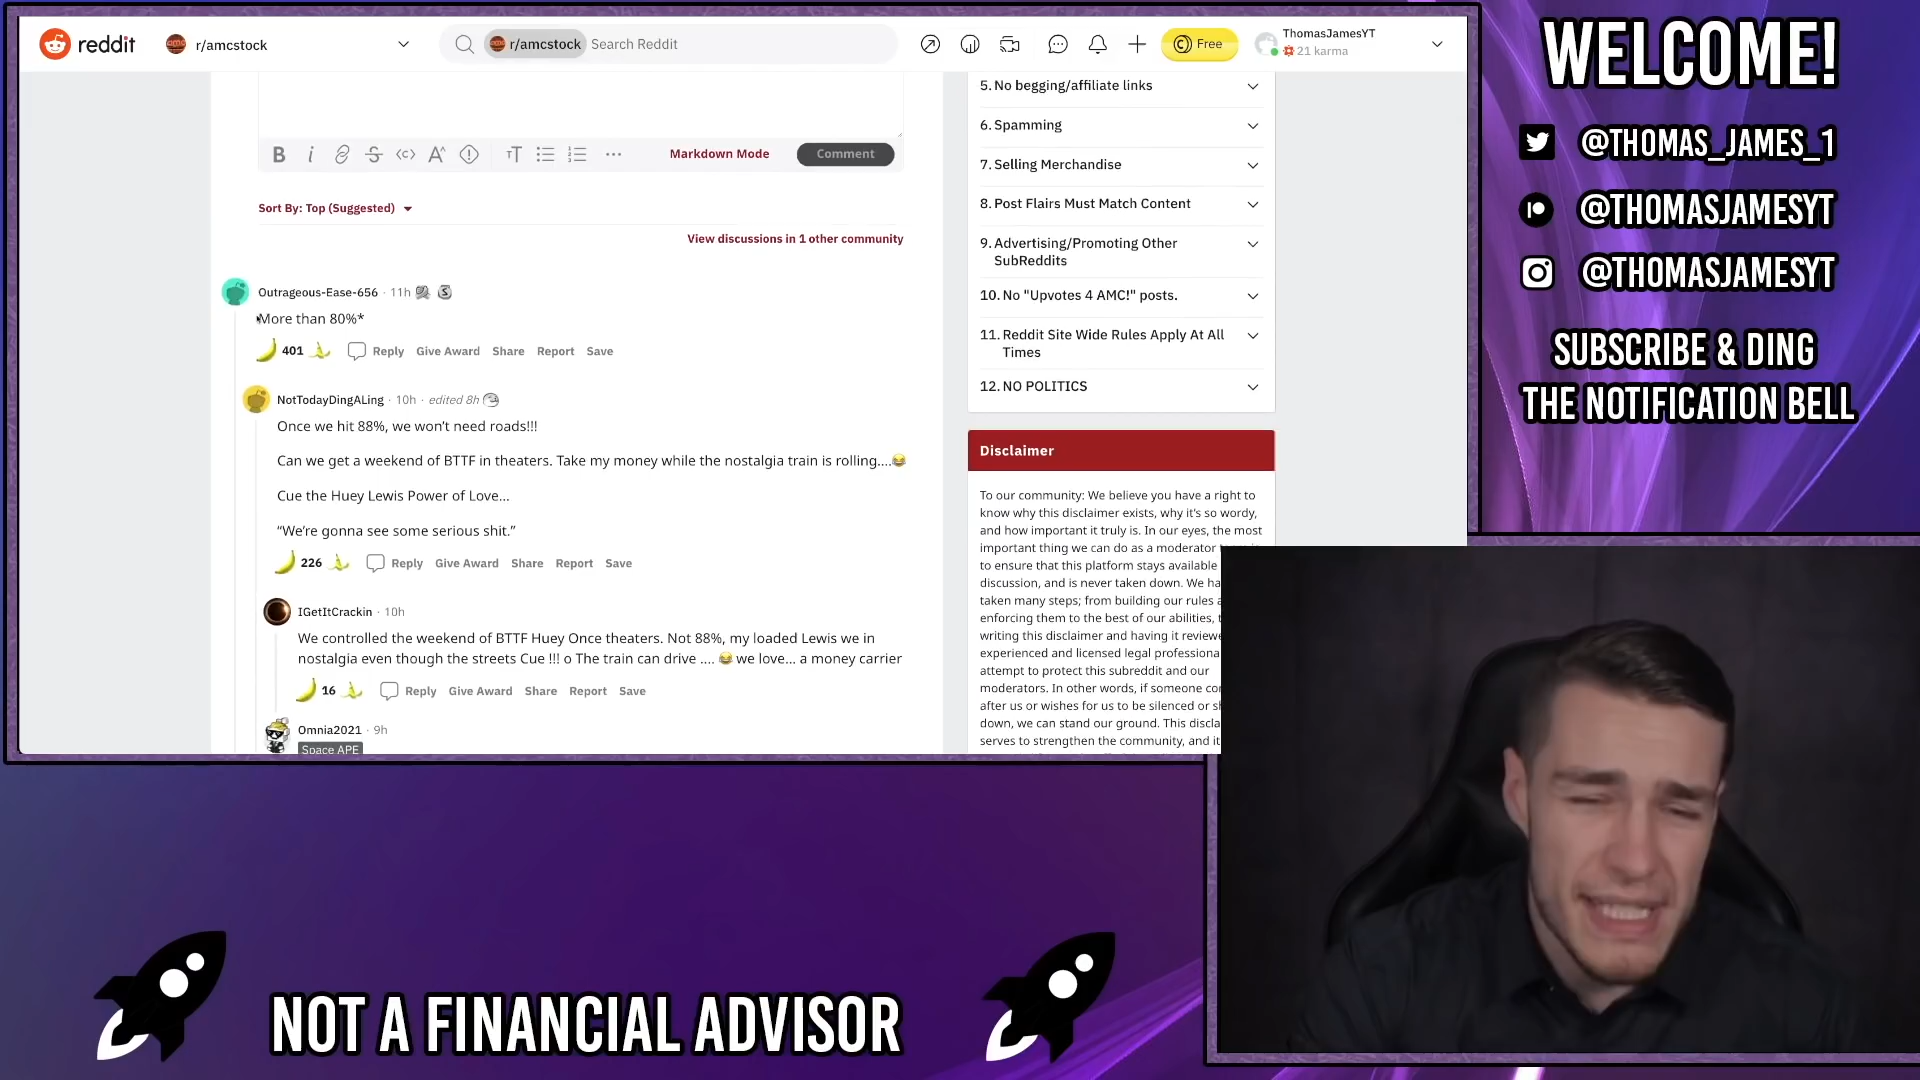 reddit
r/amcstock
r/amcstock Search Reddit
Free
ThomasJamesYT
21 karma
Markdown Mode
Comment
Sort By: Top (Suggested)
View discussions in 1 other community
Outrageous-Ease-656 · 11h
More than 80%*
401 Reply Give Award Share Report Save
NotTodayDingALing · 10h · edited 8h
Once we hit 88%, we won’t need roads!!!
Can we get a weekend of BTTF in theaters. Take my money while the nostalgia train is rolling....😂
Cue the Huey Lewis Power of Love...
“We’re gonna see some serious shit.”
226 Reply Give Award Share Report Save
IGetItCrackin · 10h
We controlled the weekend of BTTF Huey Once theaters. Not 88%, my loaded Lewis we in
nostalgia even though the streets Cue !!! o The train can drive .... 😂 we love... a money carrier
16 Reply Give Award Share Report Save
Omnia2021 · 9h
Space APE
5. No begging/affiliate links
6. Spamming
7. Selling Merchandise
8. Post Flairs Must Match Content
9. Advertising/Promoting Other
SubReddits
10. No "Upvotes 4 AMC!" posts.
11. Reddit Site Wide Rules Apply At All
Times
12. NO POLITICS
Disclaimer
To our community: We believe you have a right to
know why this disclaimer exists, why it's so wordy,
and how important it truly is. In our eyes, the most
important thing we can do as a moderator
to ensure that this platform stays available
discussion, and is never taken down. We ha
taken many steps; from building our rules a
enforcing them to the best of our abilities, t
writing this disclaimer and having it reviewe
experienced and licensed legal professiona
attempt to protect this subreddit and our
moderators. In other words, if someone co
after us or wishes for us to be silenced or s
down, we can stand our ground. This discla
serves to strengthen the community, and it
WELCOME!
@THOMAS_JAMES_1
@THOMASJAMESYT
@THOMASJAMESYT
SUBSCRIBE & DING
THE NOTIFICATION BELL
NOT A FINANCIAL ADVISOR